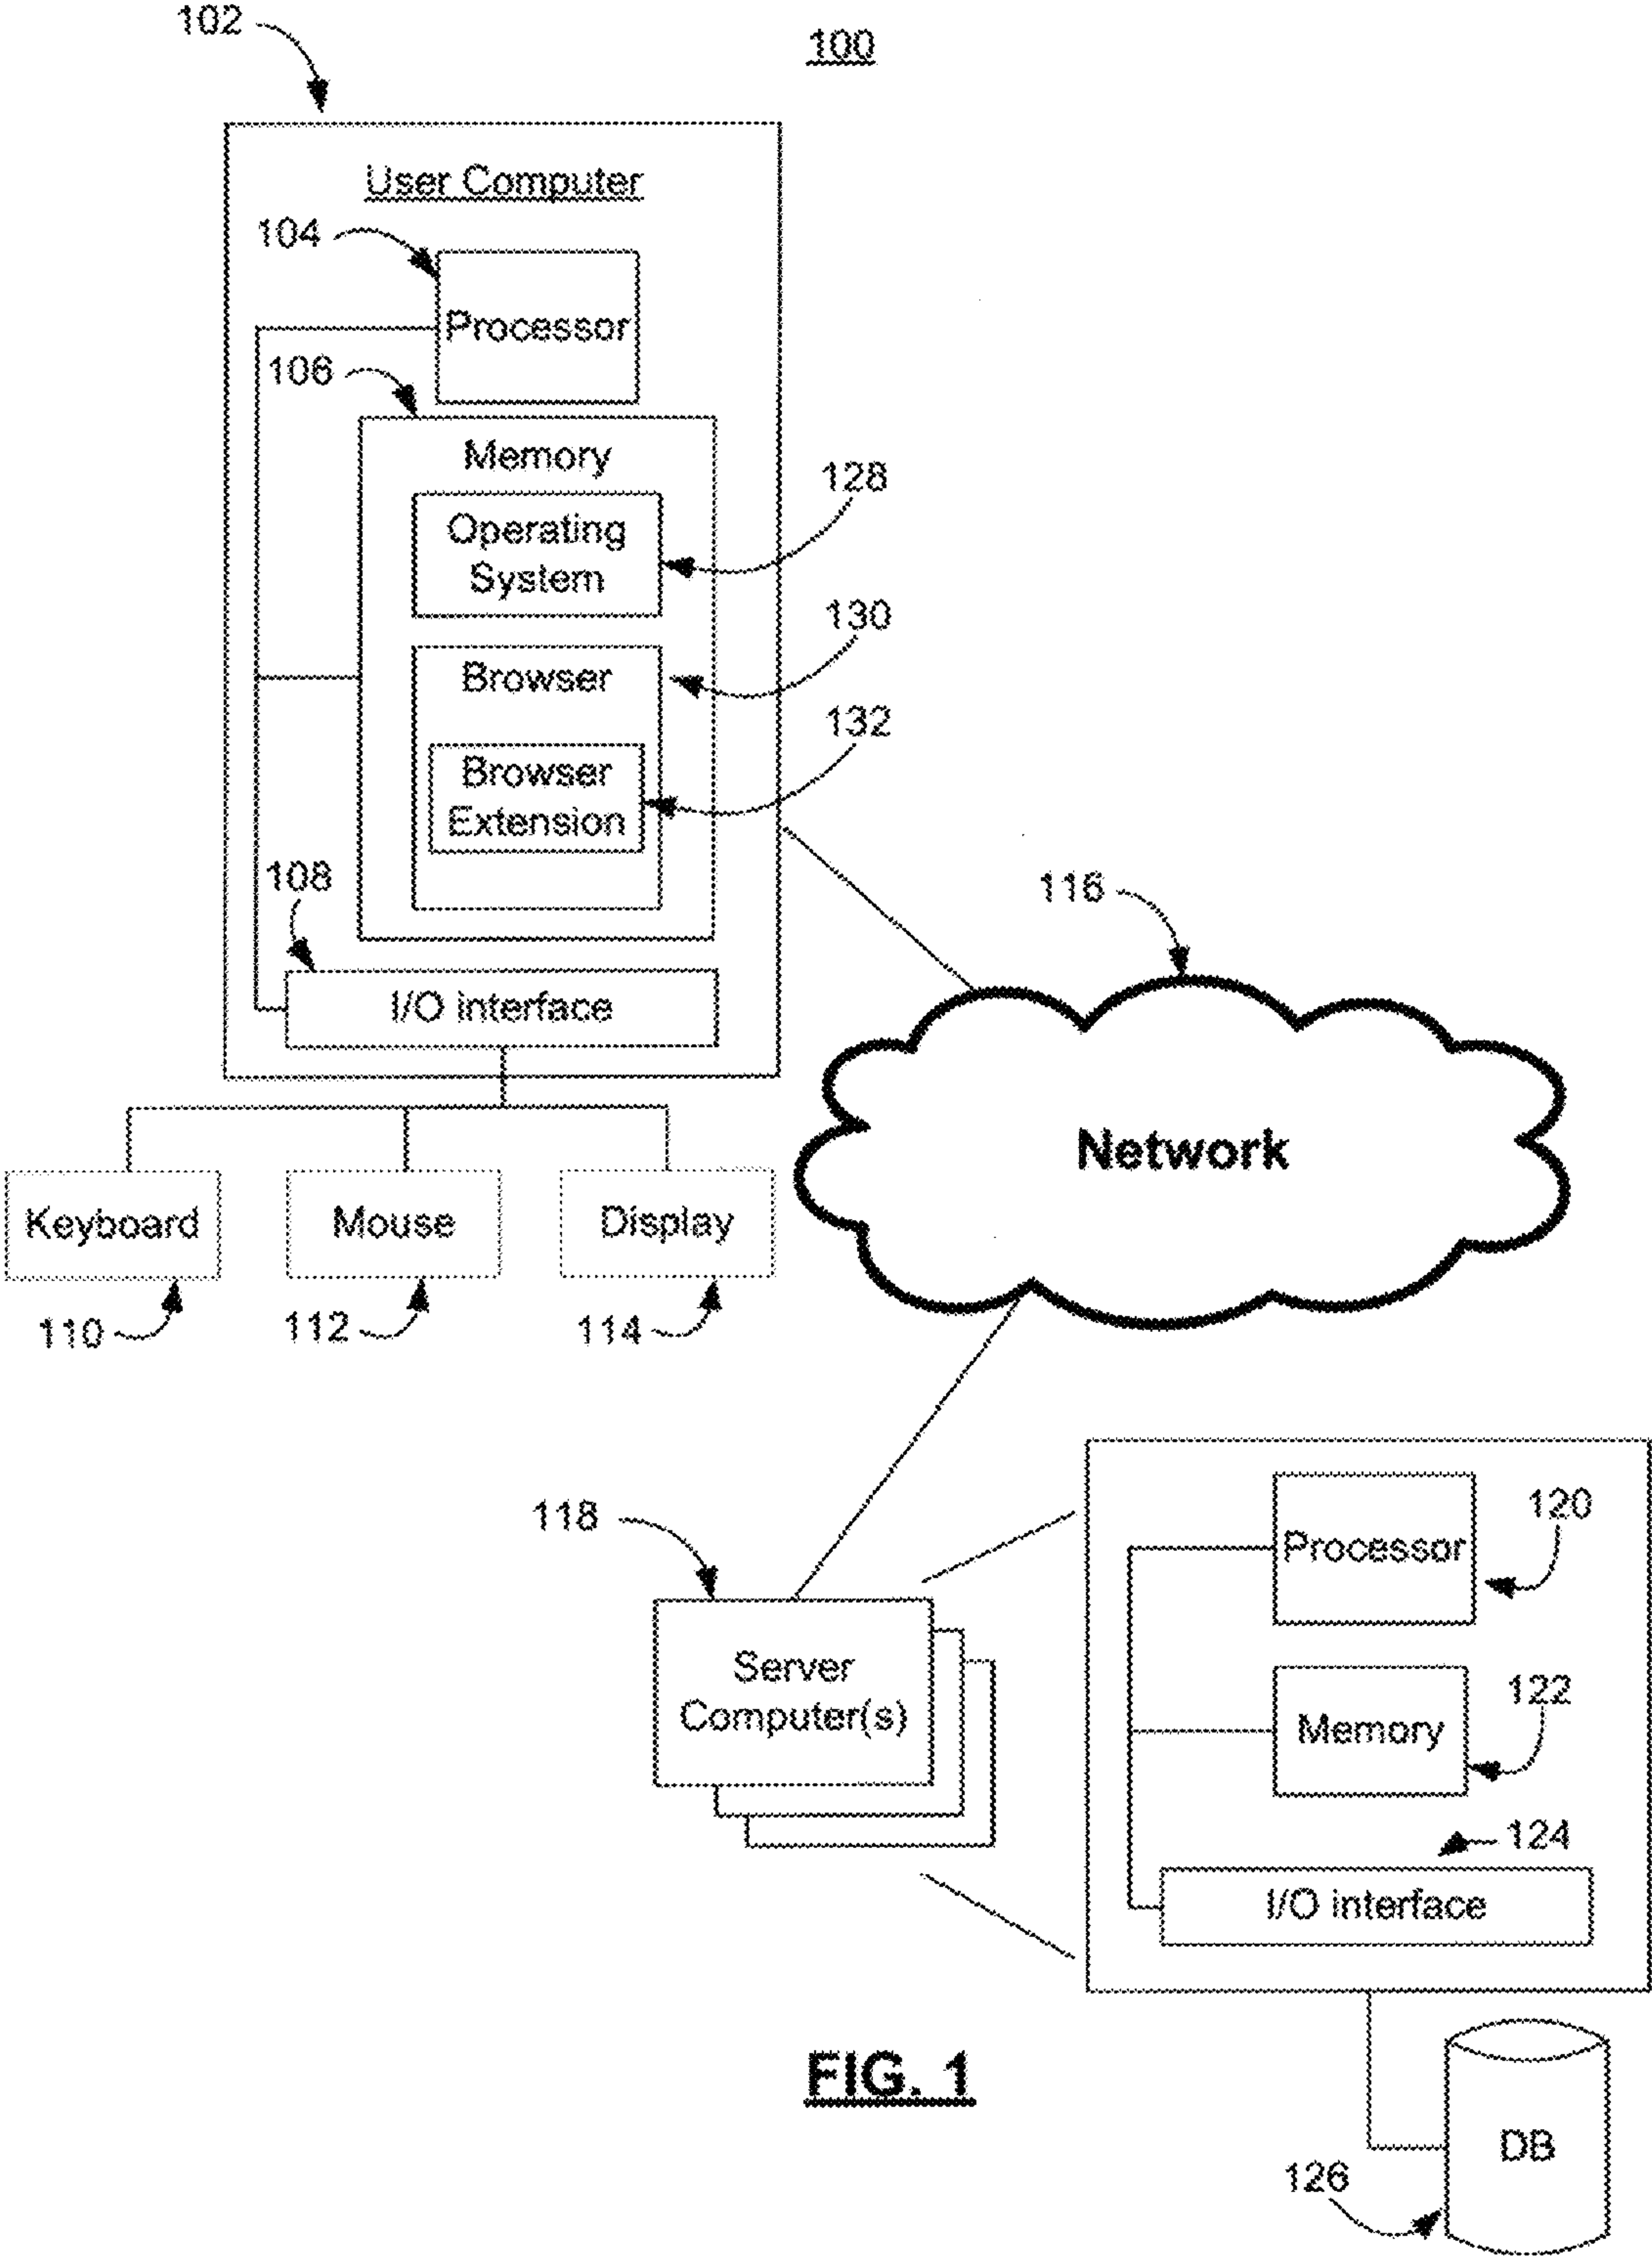 102
100
User Computer
104
Processor
106
Memory
128
Operating
System
130
Browser
132
Browser
Extension
108
I/O interface
116
Network
Keyboard
Mouse
Display
110
112
114
118
120
Processor
Server
Computer(s)
122
Memory
124
I/O interface
FIG. 1
DB
126